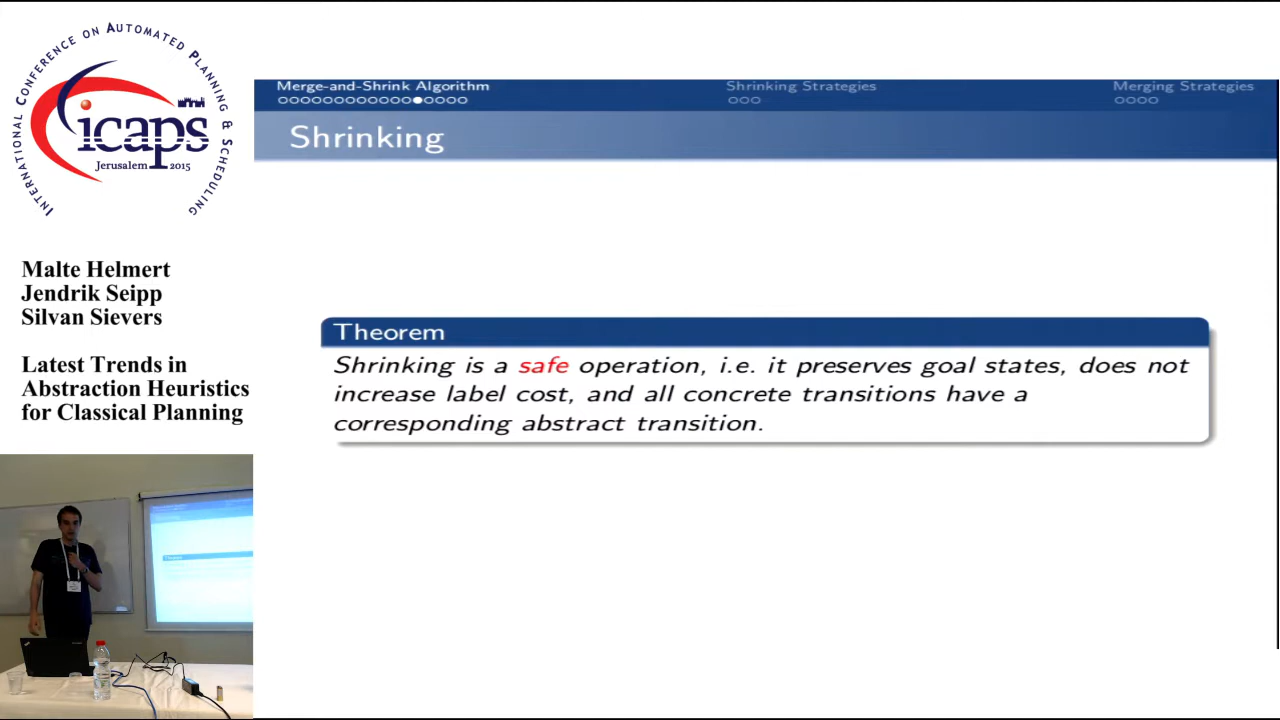 INTERNATIONAL CONFERENCE ON AUTOMATED PLANNING & SCHEDULING
icaps
Jerusalem 2015
Malte Helmert
Jendrik Seipp
Silvan Sievers
Latest Trends in
Abstraction Heuristics
for Classical Planning
Merge-and-Shrink Algorithm
Shrinking Strategies
Merging Strategies
Shrinking
Theorem
Shrinking is a safe operation, i.e. it preserves goal states, does not
increase label cost, and all concrete transitions have a
corresponding abstract transition.